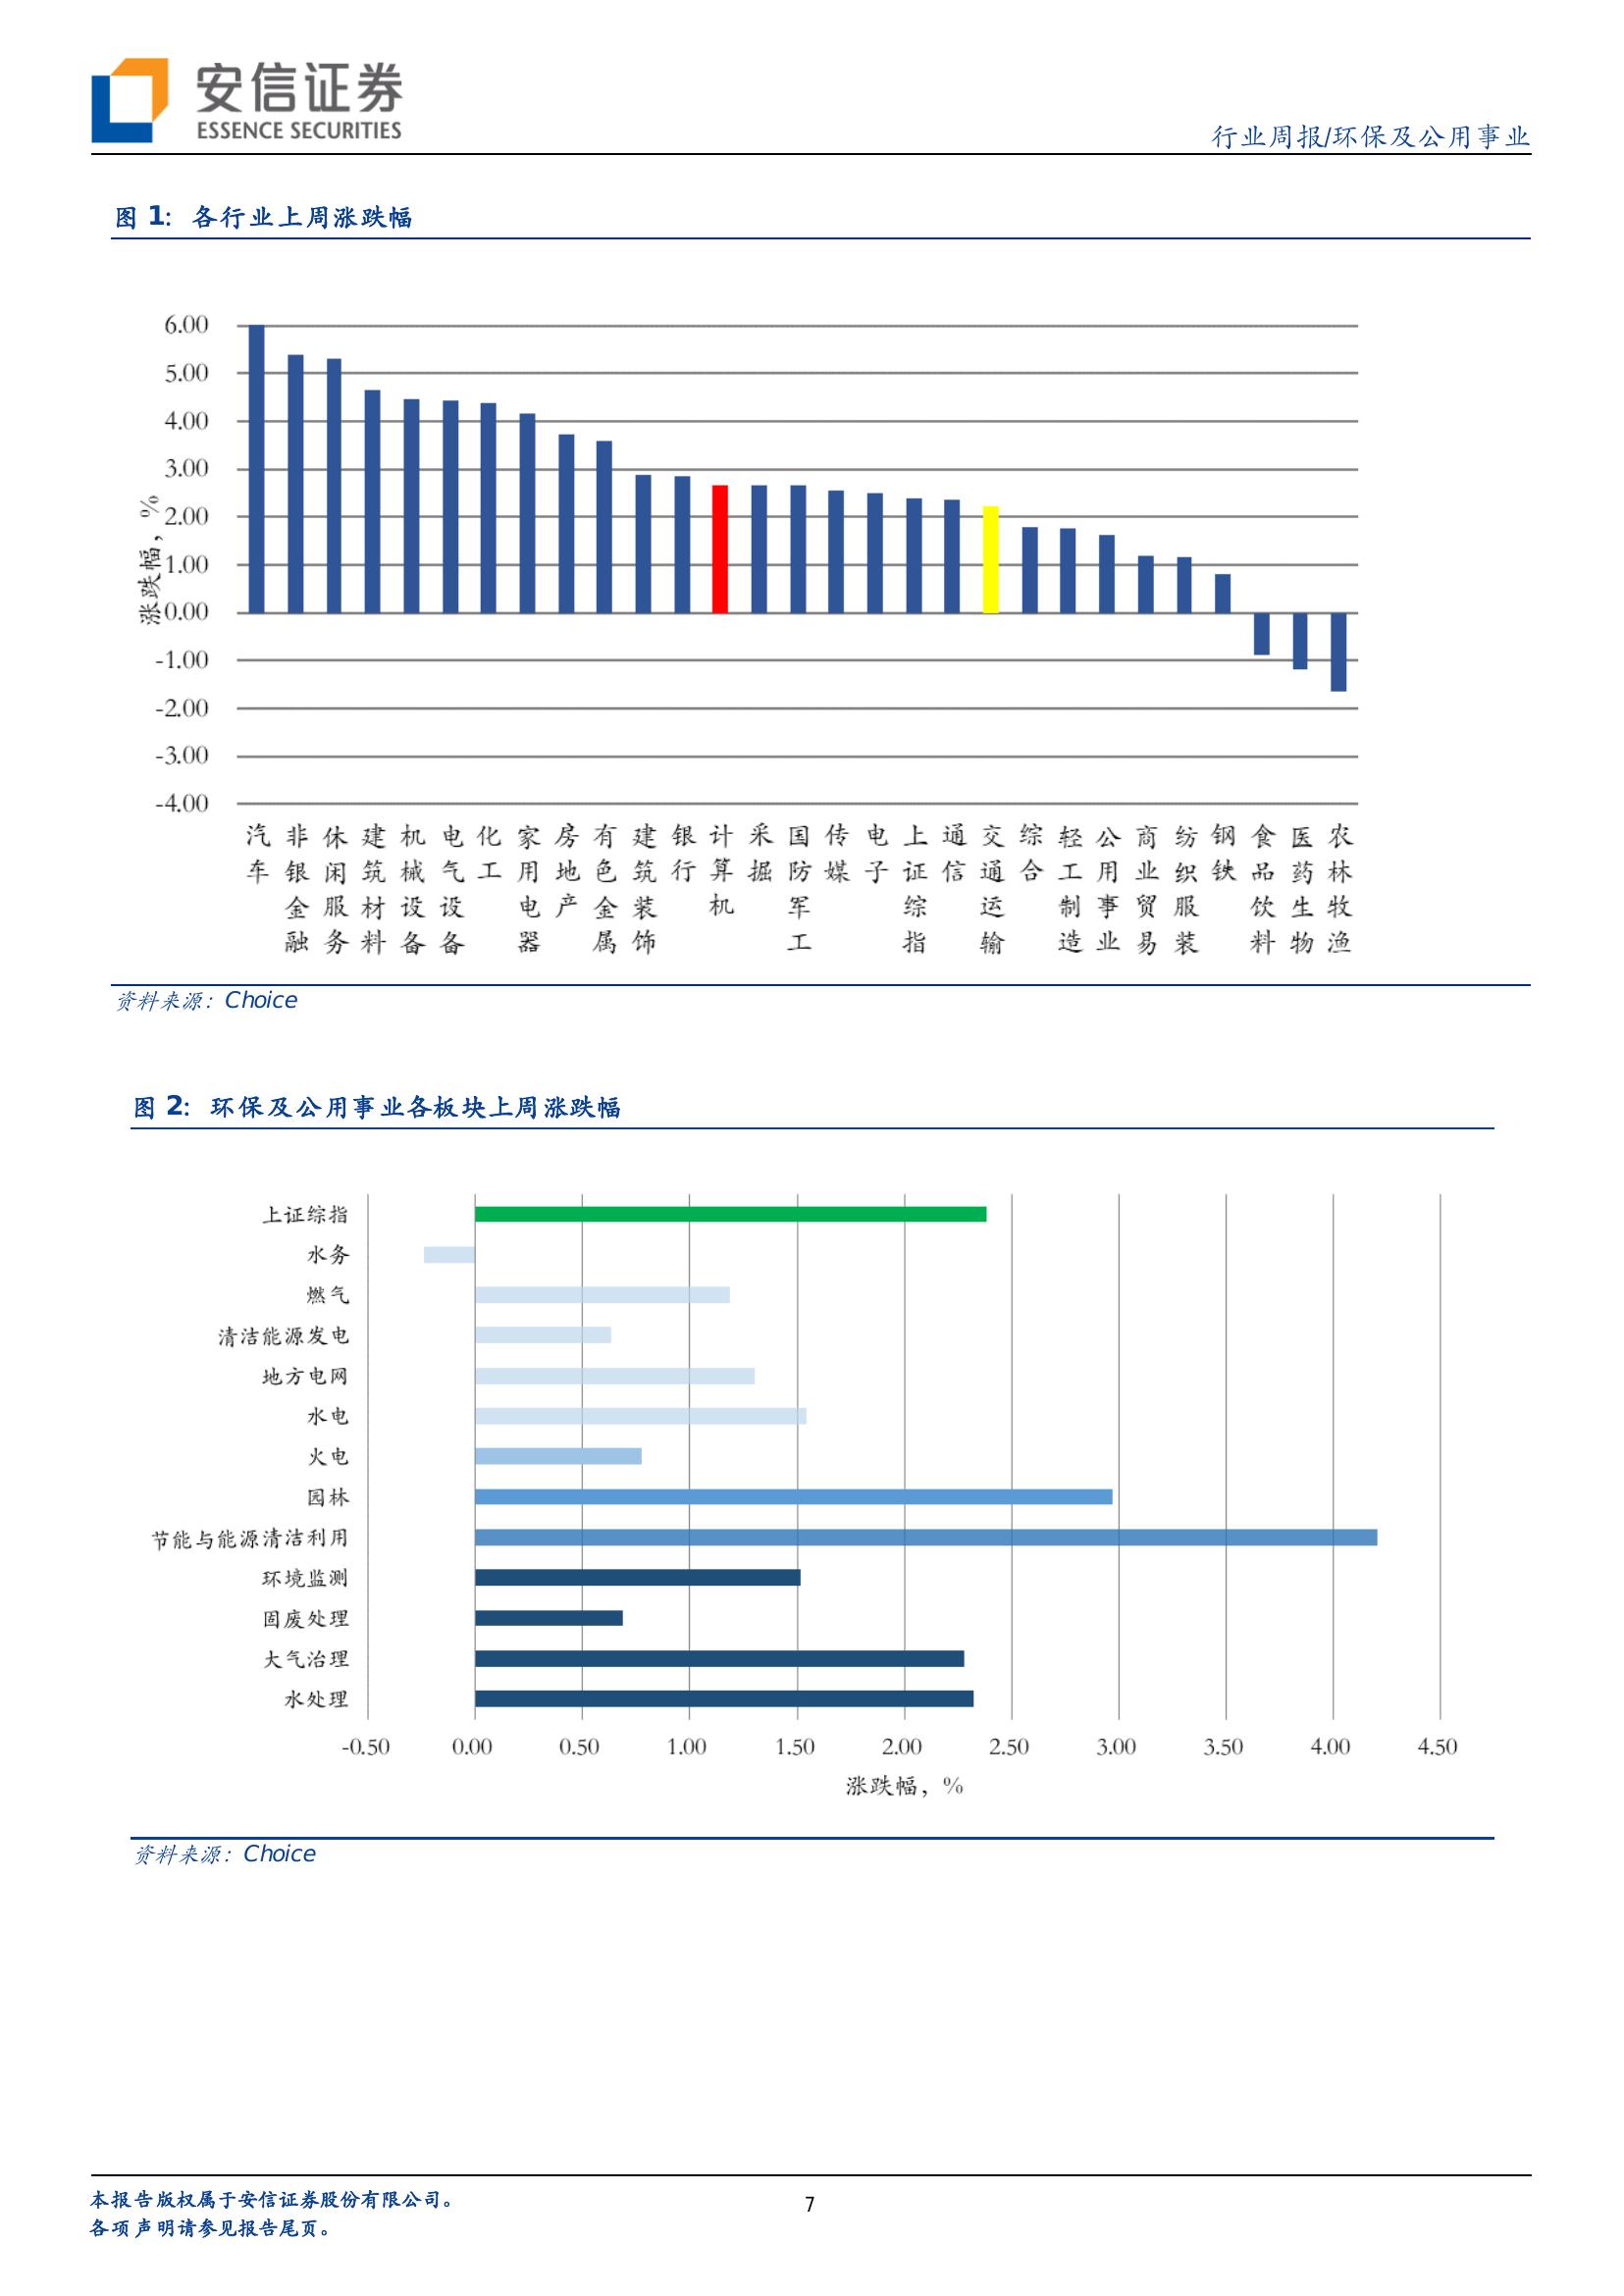 安信证券
ESSENCE SECURITIES
行业周报/环保及公用事业
图 1: 各行业上周涨跌幅
涨跌幅，%
6.00
5.00
4.00
3.00
2.00
1.00
0.00
-1.00
-2.00
-3.00
-4.00
汽车
非银金融
休闲服务
建筑材料
机械设备
电气设备
化工
家用电器
房地产
有色金属
建筑装饰
银行
计算机
采掘
国防军工
传媒
电子
上证综指
通信
交通运输
综合
轻工制造
公用事业
商业贸易
纺织服装
钢铁
食品饮料
医药生物
农林牧渔
资料来源：Choice
图 2: 环保及公用事业各板块上周涨跌幅
上证综指
水务
燃气
清洁能源发电
地方电网
水电
火电
园林
节能与能源清洁利用
环境监测
固废处理
大气治理
水处理
-0.50 0.00 0.50 1.00 1.50 2.00 2.50 3.00 3.50 4.00 4.50
涨跌幅，%
资料来源：Choice
本报告版权属于安信证券股份有限公司。
7
各项声明请参见报告尾页。